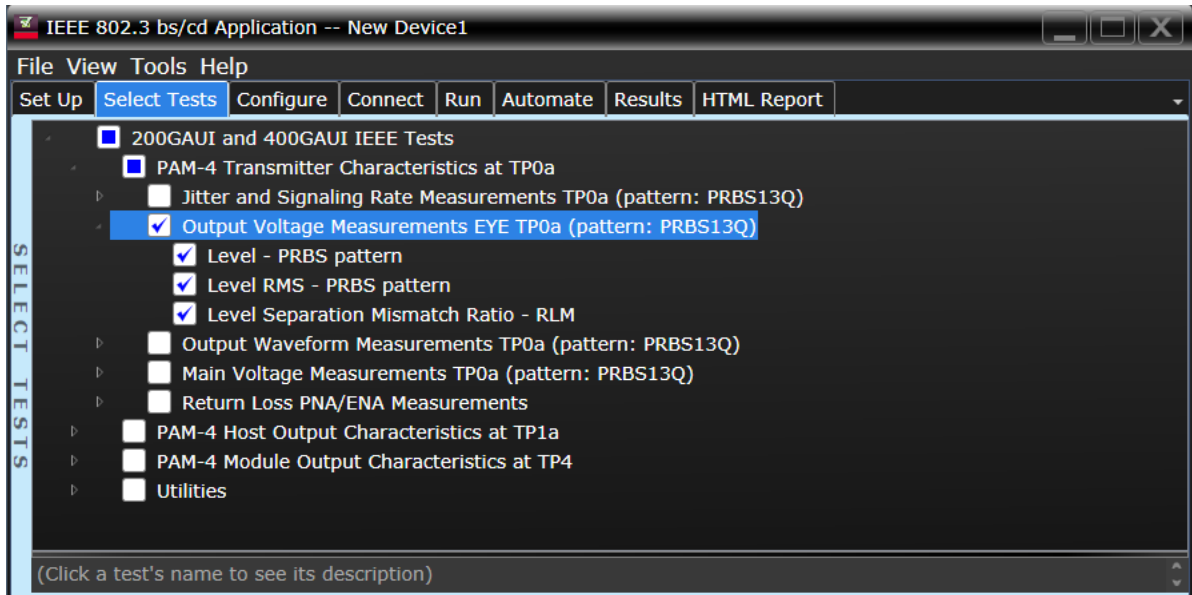 IEEE 802.3 bs/cd Application -- New Device1
File View Tools Help
Set Up Select Tests Configure Connect Run Automate Results HTML Report
SELECT TESTS
200GAUI and 400GAUI IEEE Tests
PAM-4 Transmitter Characteristics at TP0a
Jitter and Signaling Rate Measurements TP0a (pattern: PRBS13Q)
Output Voltage Measurements EYE TP0a (pattern: PRBS13Q)
Level - PRBS pattern
Level RMS - PRBS pattern
Level Separation Mismatch Ratio - RLM
Output Waveform Measurements TP0a (patte: PRBS13Q)
Main Voltage Measurements TP0a (pattern: PRBS13Q)
Return Loss PNA/ENA Measurements
PAM-4 Host Output Characteristics at TP1a
PAM-4 Module Output Characteristics at TP4
Utilities
(Click a test's name to see its description)